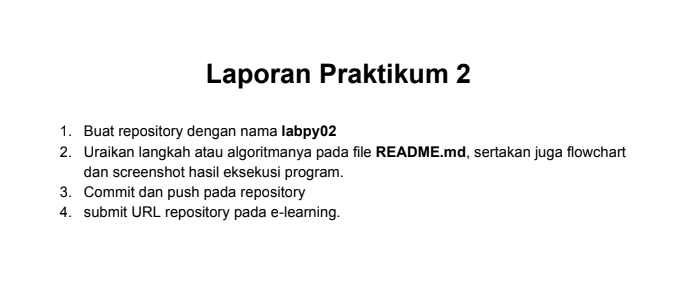 Laporan Praktikum 2
1. Buat repository dengan nama labpy02
2. Uraikan langkah atau algoritmanya pada file README.md, sertakan juga flowchart
dan screenshot hasil eksekusi program.
3. Commit dan push pada repository
4. submit URL repository pada e-learning.